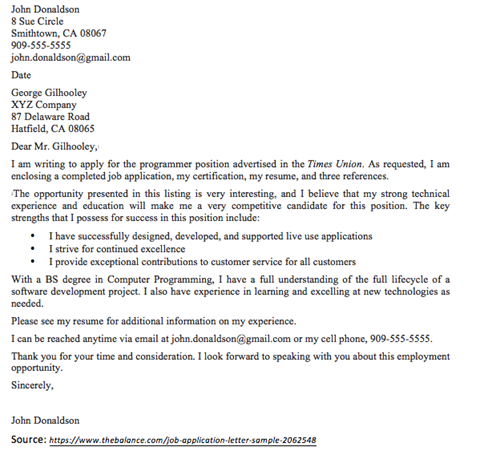 John Donaldson
8 Sue Circle
Smithtown, CA 08067
909-555-5555
john.donaldson@gmail.com
Date
George Gilhooley
XYZ Company
87 Delaware Road
Hatfield, CA 08065
Dear Mr. Gilhooley,
I am writing to apply for the programmer position advertised in the Times Union. As requested, I am
enclosing a completed job application, my certification, my resume, and three references.
The opportunity presented in this listing is very interesting, and I believe that my strong technical
experience and education will make me a very competitive candidate for this position. The key
strengths that I possess for success in this position include:
• I have successfully designed, developed, and supported live use applications
• I strive for continued excellence
• I provide exceptional contributions to customer service for all customers
With a BS degree in Computer Programming, I have a full understanding of the full lifecycle of a
software development project. I also have experience in learning and excelling at new technologies as
needed.
Please see my resume for additional information on my experience.
I can be reached anytime via email at john.donaldson@gmail.com or my cell phone, 909-555-5555.
Thank you for your time and consideration. I look forward to speaking with you about this employment
opportunity.
Sincerely,
John Donaldson
Source: https://www.thebalance.com/job-application-letter-sample-2062548